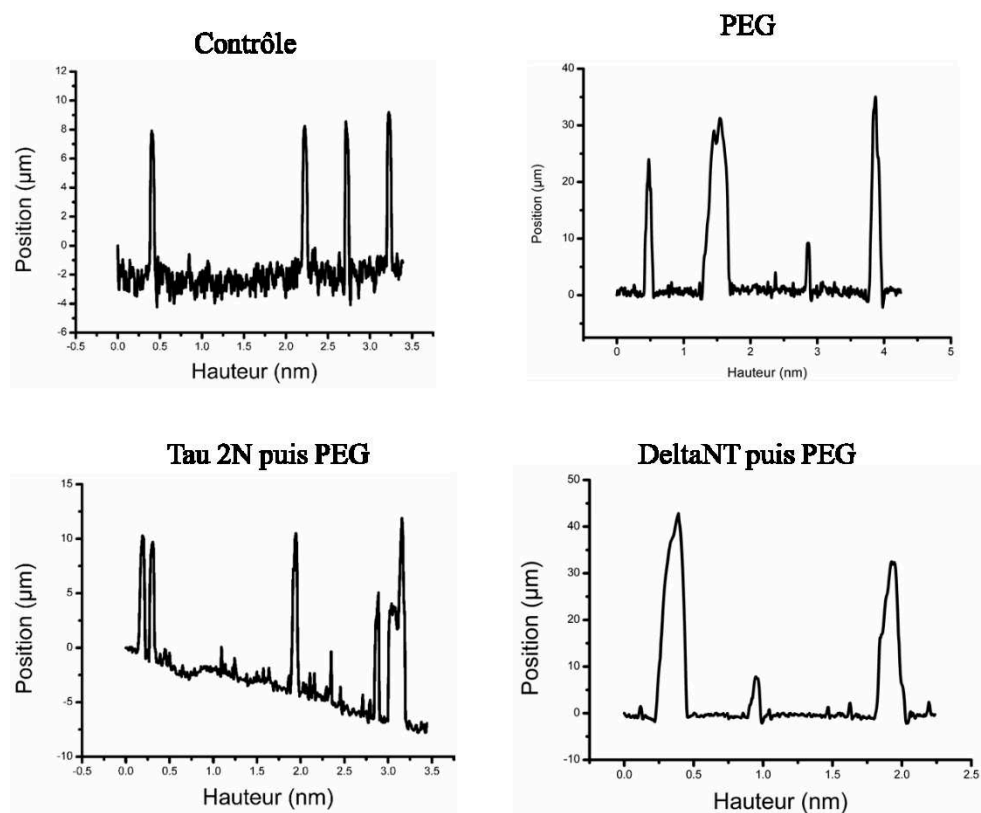 Contrôle
12
10
8
6
4
2
0
-2
-4
-6
Position (µm)
-0.5 0.0 0.5 1.0 1.5 2.0 2.5 3.0 3.5
Hauteur (nm)
PEG
40
30
20
10
0
Position (µm)
0 1 2 3 4 5
Hauteur (nm)
Tau 2N puis PEG
15
10
5
0
-5
-10
Position (µm)
-0.5 0.0 0.5 1.0 1.5 2.0 2.5 3.0 3.5
Hauteur (nm)
DeltaNT puis PEG
50
40
30
20
10
0
-10
Position (µm)
0.0 0.5 1.0 1.5 2.0 2.5
Hauteur (nm)